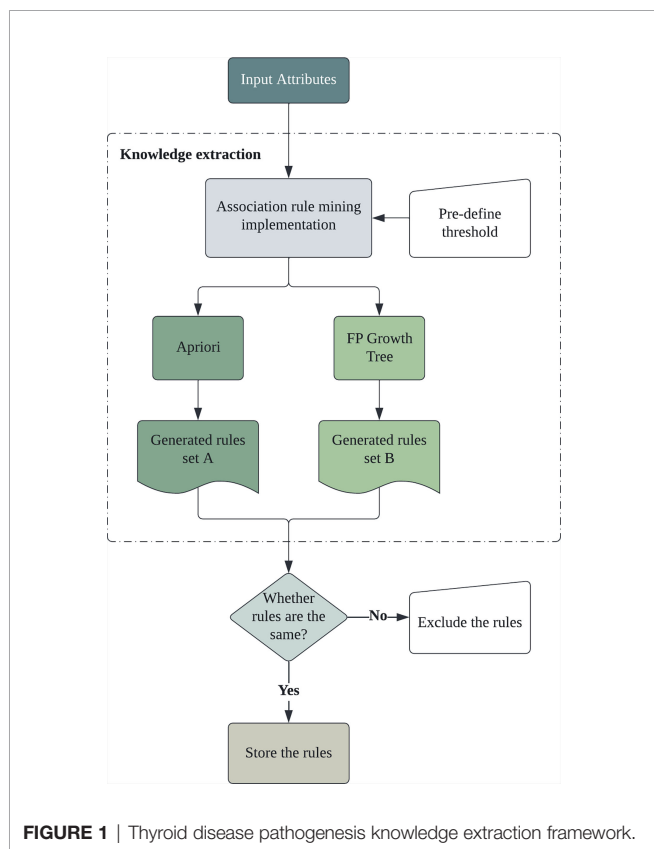 Input Attributes
Knowledge extraction
Association rule mining
implementation
Pre-define
threshold
Apriori
FP Growth
Tree
Generated rules
set A
Generated rules
set B
Whether
rules are the
same?
No
Exclude the rules
Yes
Store the rules
FIGURE 1 | Thyroid disease pathogenesis knowledge extraction framework.